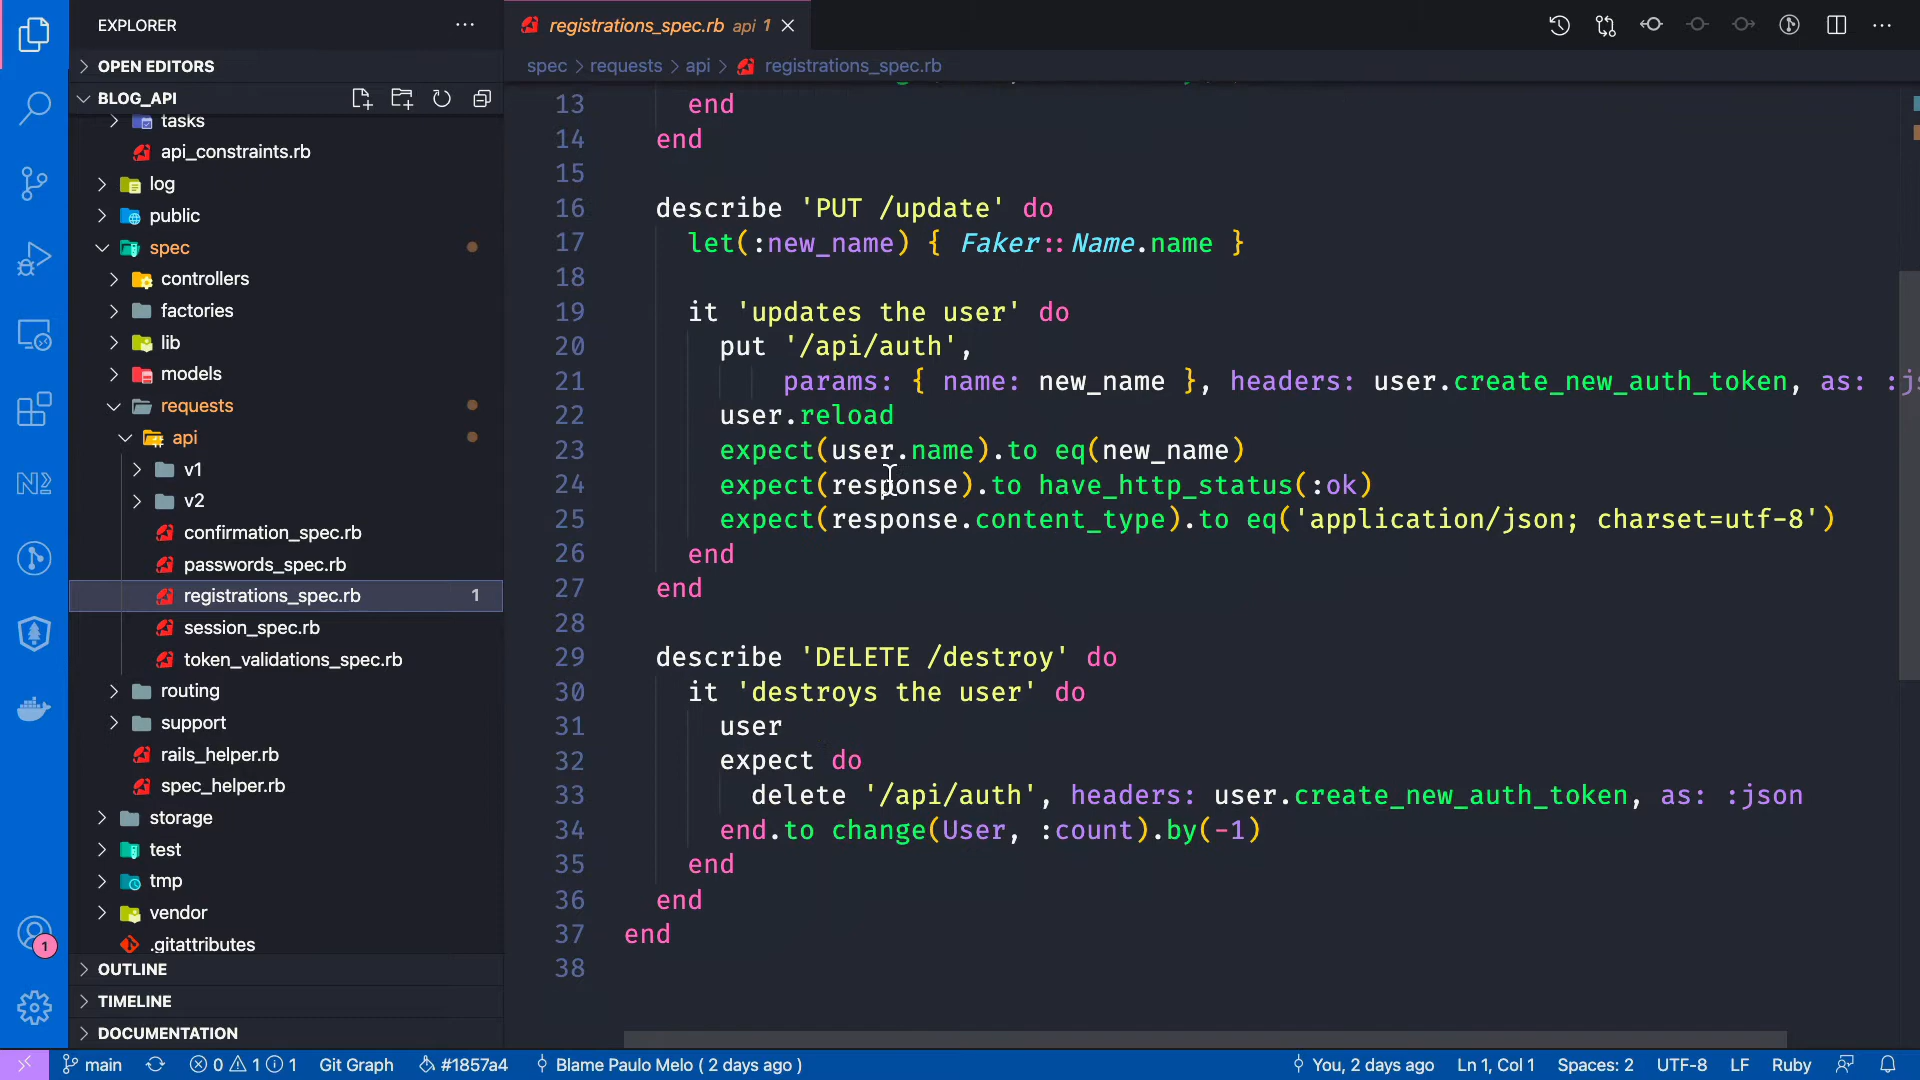 EXPLORER
OPEN EDITORS
BLOG_API
tasks
api_constraints.rb
log
public
spec
controllers
factories
lib
models
requests
api
v1
v2
confirmation_spec.rb
passwords_spec.rb
registrations_spec.rb 1
session_spec.rb
token_validations_spec.rb
routing
support
rails_helper.rb
spec_helper.rb
storage
test
tmp
vendor
.gitattributes
OUTLINE
TIMELINE
DOCUMENTATION
1
registrations_spec.rb api 1
spec > requests > api > registrations_spec.rb
13 end
14 end
15
16 describe 'PUT /update' do
17 let(:new_name) { Faker::Name.name }
18
19 it 'updates the user' do
20 put '/api/auth',
21 params: { name: new_name }, headers: user.create_new_auth_token, as: :js
22 user.reload
23 expect(user.name).to eq(new_name)
24 expect(response).to have_http_status(:ok)
25 expect(response.content_type).to eq('application/json; charset=utf-8')
26 end
27 end
28
29 describe 'DELETE /destroy' do
30 it 'destroys the user' do
31 user
32 expect do
33 delete '/api/auth', headers: user.create_new_auth_token, as: :json
34 end.to change(User, :count).by(-1)
35 end
36 end
37 end
38
main 0 1 1 Git Graph #1857a4 Blame Paulo Melo ( 2 days ago ) You, 2 days ago Ln 1, Col 1 Spaces: 2 UTF-8 LF Ruby